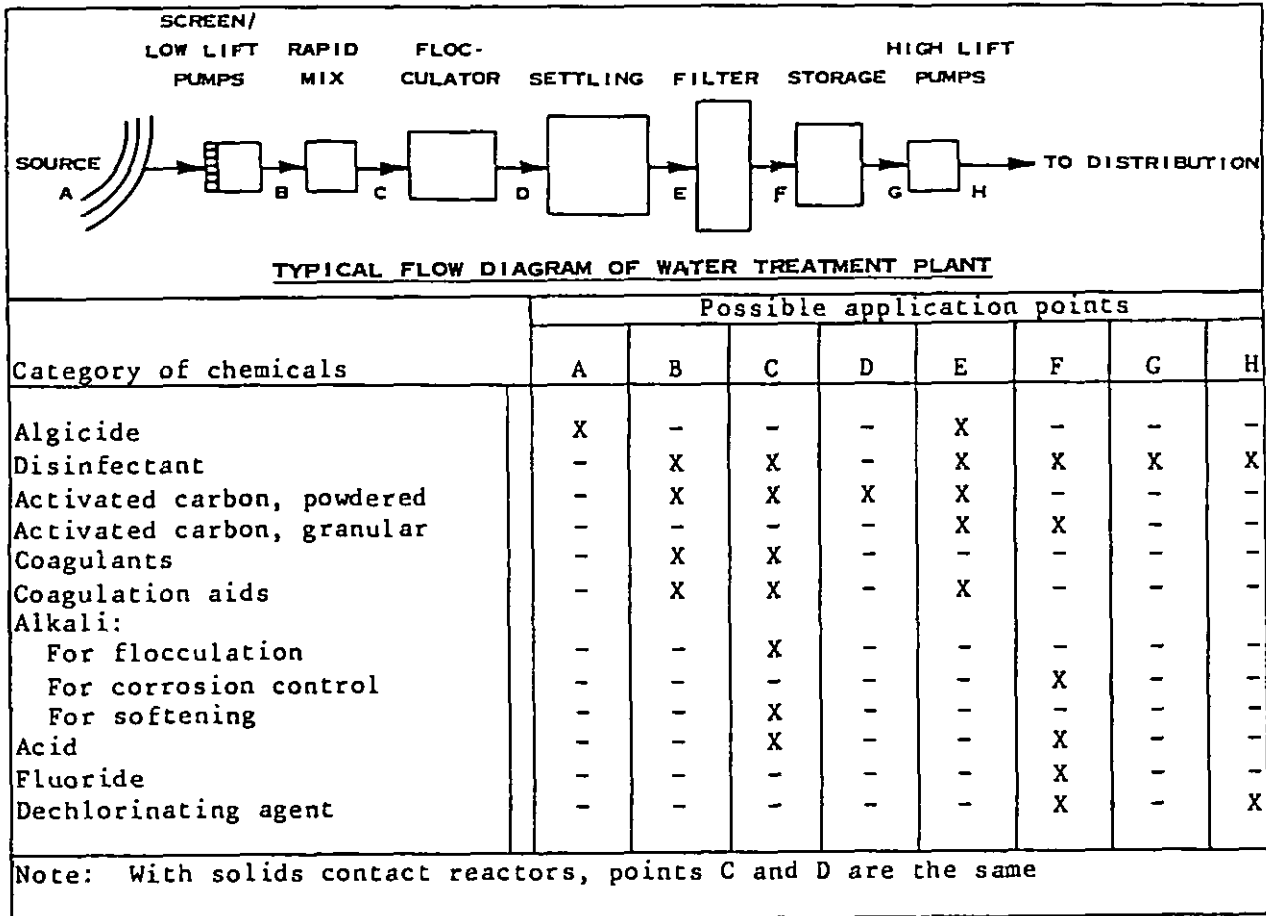 SCREEN/
LOW LIFT RAPID FLOC- HIGH LIFT
PUMPS MIX CULATOR SETTLING FILTER STORAGE PUMPS
SOURCE TO DISTRIBUTION
A B C D E F G H
TYPICAL FLOW DIAGRAM OF WATER TREATMENT PLANT
Possible application points
Category of chemicals A B C D E F G H
Algicide X - - - X - - -
Disinfectant - X X - X X X X
Activated carbon, powdered - X X X X - - -
Activated carbon, granular - - - - X X - -
Coagulants - X X - - - - -
Coagulation aids - X X - X - - -
Alkali:
For flocculation - - X - - - - -
For corrosion control - - - - - X - -
For softening - - X - - - - -
Acid - - X - - X - -
Fluoride - - - - - X - -
Dechlorinating agent - - - - - X - X
Note: With solids contact reactors, points C and D are the same